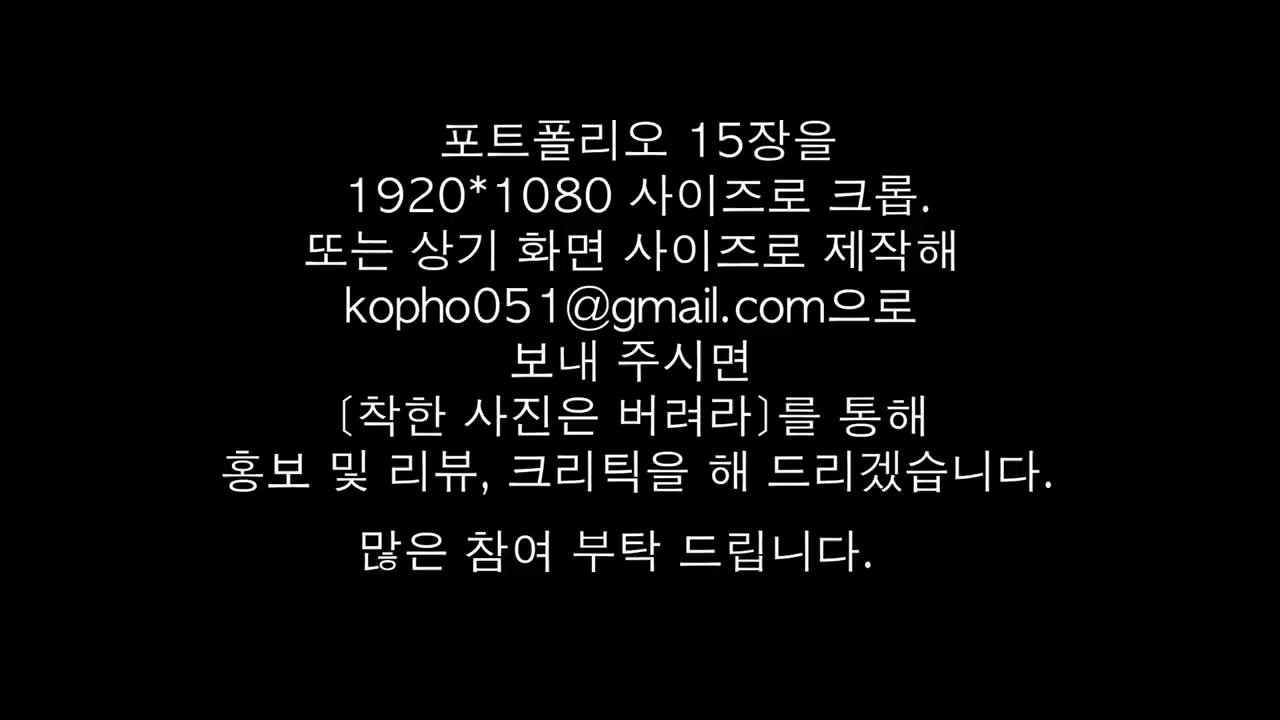 포트폴리오 15장을
1920*1080 사이즈로 크롭.
또는 상기 화면 사이즈로 제작해
kopho051@gmail.com으로
보내 주시면
〔착한 사진은 버려라〕를 통해
홍보 및 리뷰, 크리틱을 해 드리겠습니다.
많은 참여 부탁 드립니다.